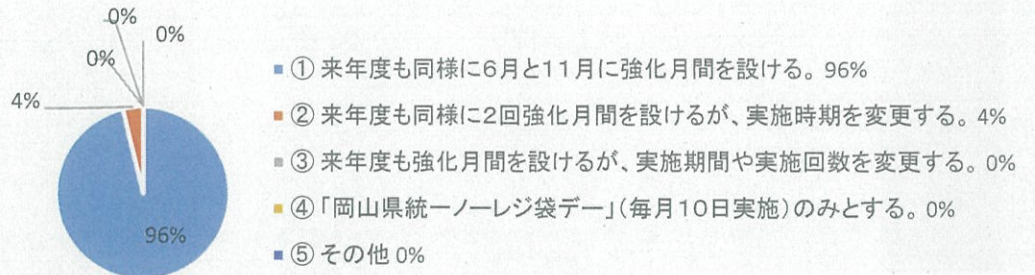 0%
0%
0%
4%
96%
① 来年度も同様に6月と11月に強化月間を設ける。 96%
② 来年度も同様に2回強化月間を設けるが、実施時期を変更する。 4%
③ 来年度も強化月間を設けるが、実施期間や実施回数を変更する。 0%
④ 「岡山県統一ノーレジ袋デー」(毎月10日実施)のみとする。 0%
⑤ その他 0%